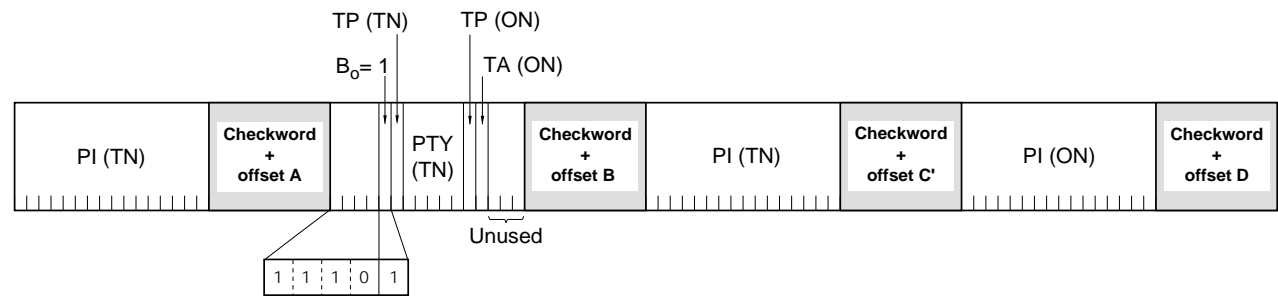 TP (TN) TP (ON)
Bo= 1 TA (ON)
PI (TN)
Checkword
+
offset A
PTY
(TN)
Checkword
+
offset B
PI (TN)
Checkword
+
offset C'
PI (ON)
Checkword
+
offset D
Unused
1 1 1 0 1